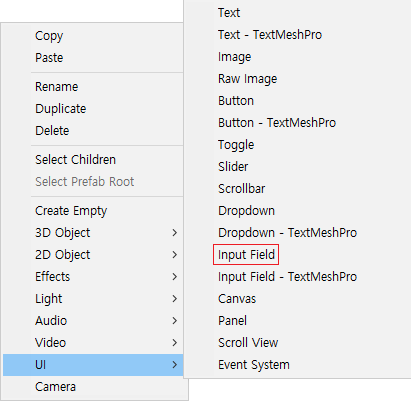 Copy
Paste
Rename
Duplicate
Delete
Select Children
Select Prefab Root
Create Empty
3D Object
2D Object
Effects
Light
Audio
Video
UI
Camera
Text
Text - TextMeshPro
Image
Raw Image
Button
Button - TextMeshPro
Toggle
Slider
Scrollbar
Dropdown
Dropdown - TextMeshPro
Input Field
Input Field - TextMeshPro
Canvas
Panel
Scroll View
Event System